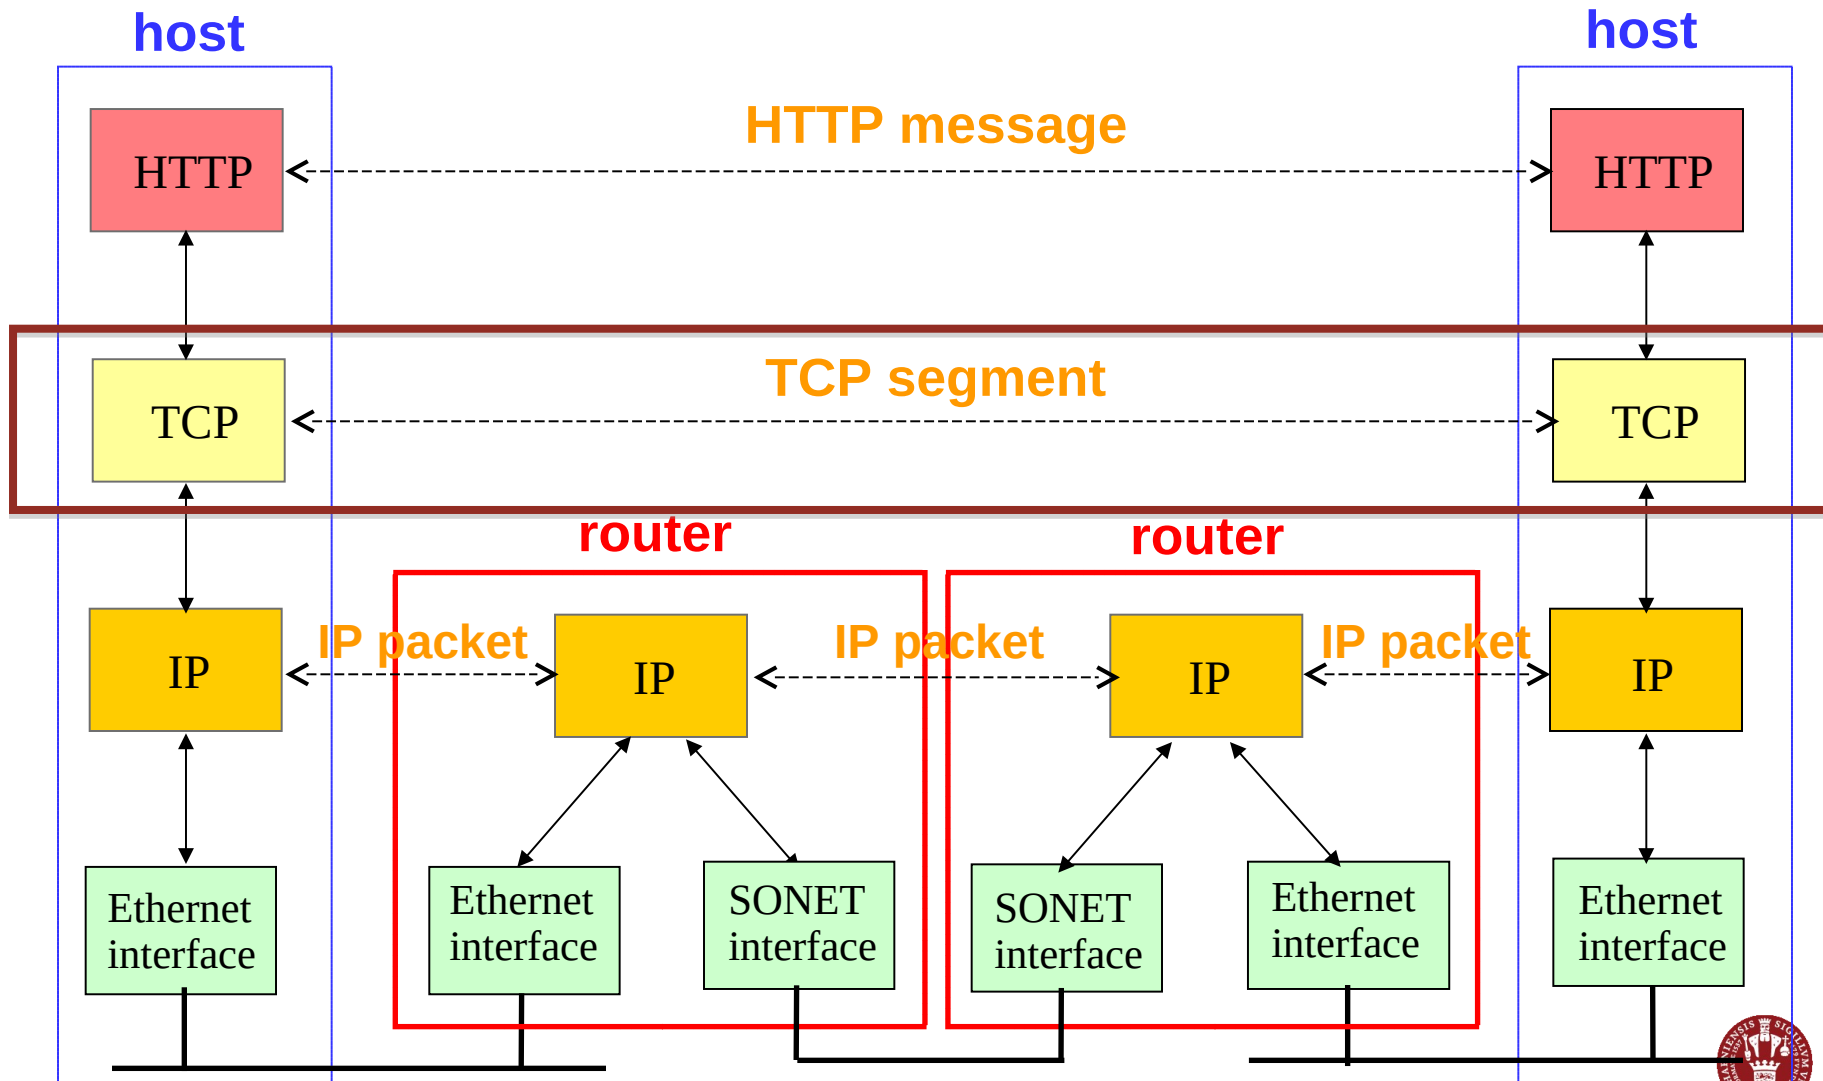 host
host
HTTP message
HTTP
HTTP
TCP segment
TCP
TCP
router
router
IP packet
IP packet
IP packet
IP
IP
IP
IP
Ethernet
interface
Ethernet
interface
SONET
interface
SONET
interface
Ethernet
interface
Ethernet
interface